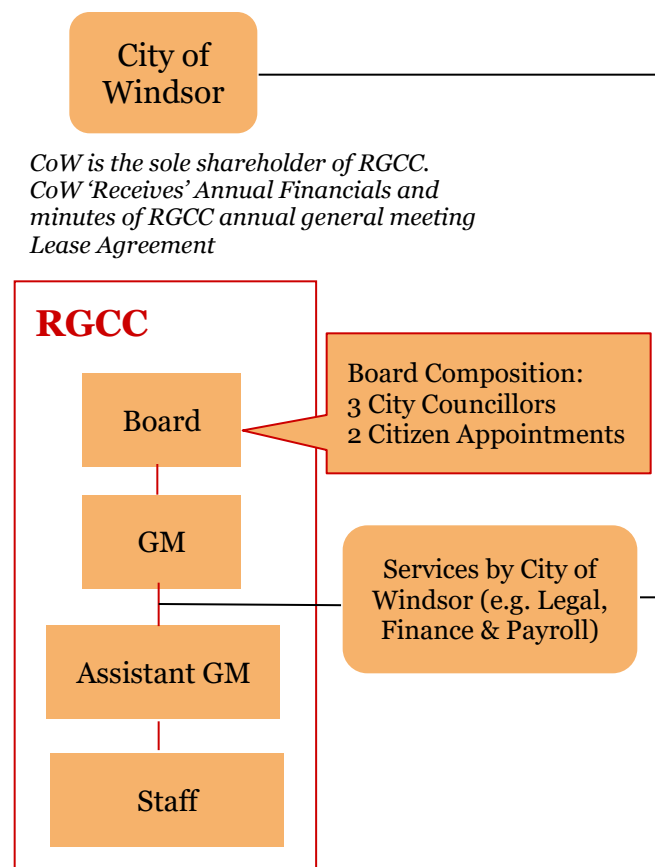 City of
Windsor
CoW is the sole shareholder of RGCC.
CoW ‘Receives’ Annual Financials and
minutes of RGCC annual general meeting
Lease Agreement
RGCC
Board
Board Composition:
3 City Councillors
2 Citizen Appointments
GM
Services by City of
Windsor (e.g. Legal,
Finance & Payroll)
Assistant GM
Staff